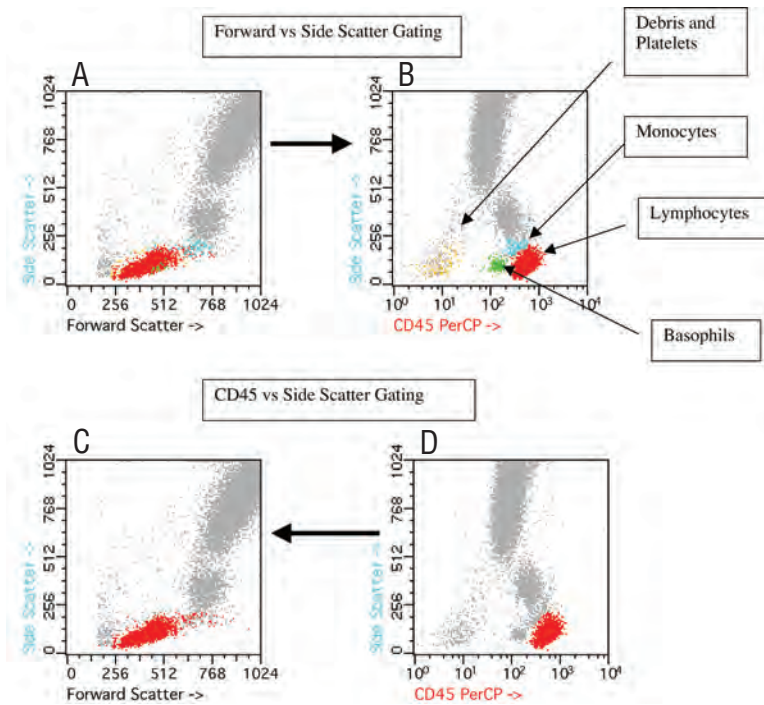 Forward vs Side Scatter Gating
Debris and
Platelets
A
B
1024
768
512
256
0
Side Scatter ->
0 256 512 768 1024
Forward Scatter ->
1024
768
512
256
0
Side Scatter ->
10⁰ 10¹ 10² 10³ 10⁴
CD45 PerCP ->
Monocytes
Lymphocytes
Basophils
CD45 vs Side Scatter Gating
C
D
1024
768
512
256
0
Side Scatter ->
0 256 512 768 1024
Forward Scatter ->
1024
768
512
256
0
Side Scatter ->
10⁰ 10¹ 10² 10³ 10⁴
CD45 PerCP ->